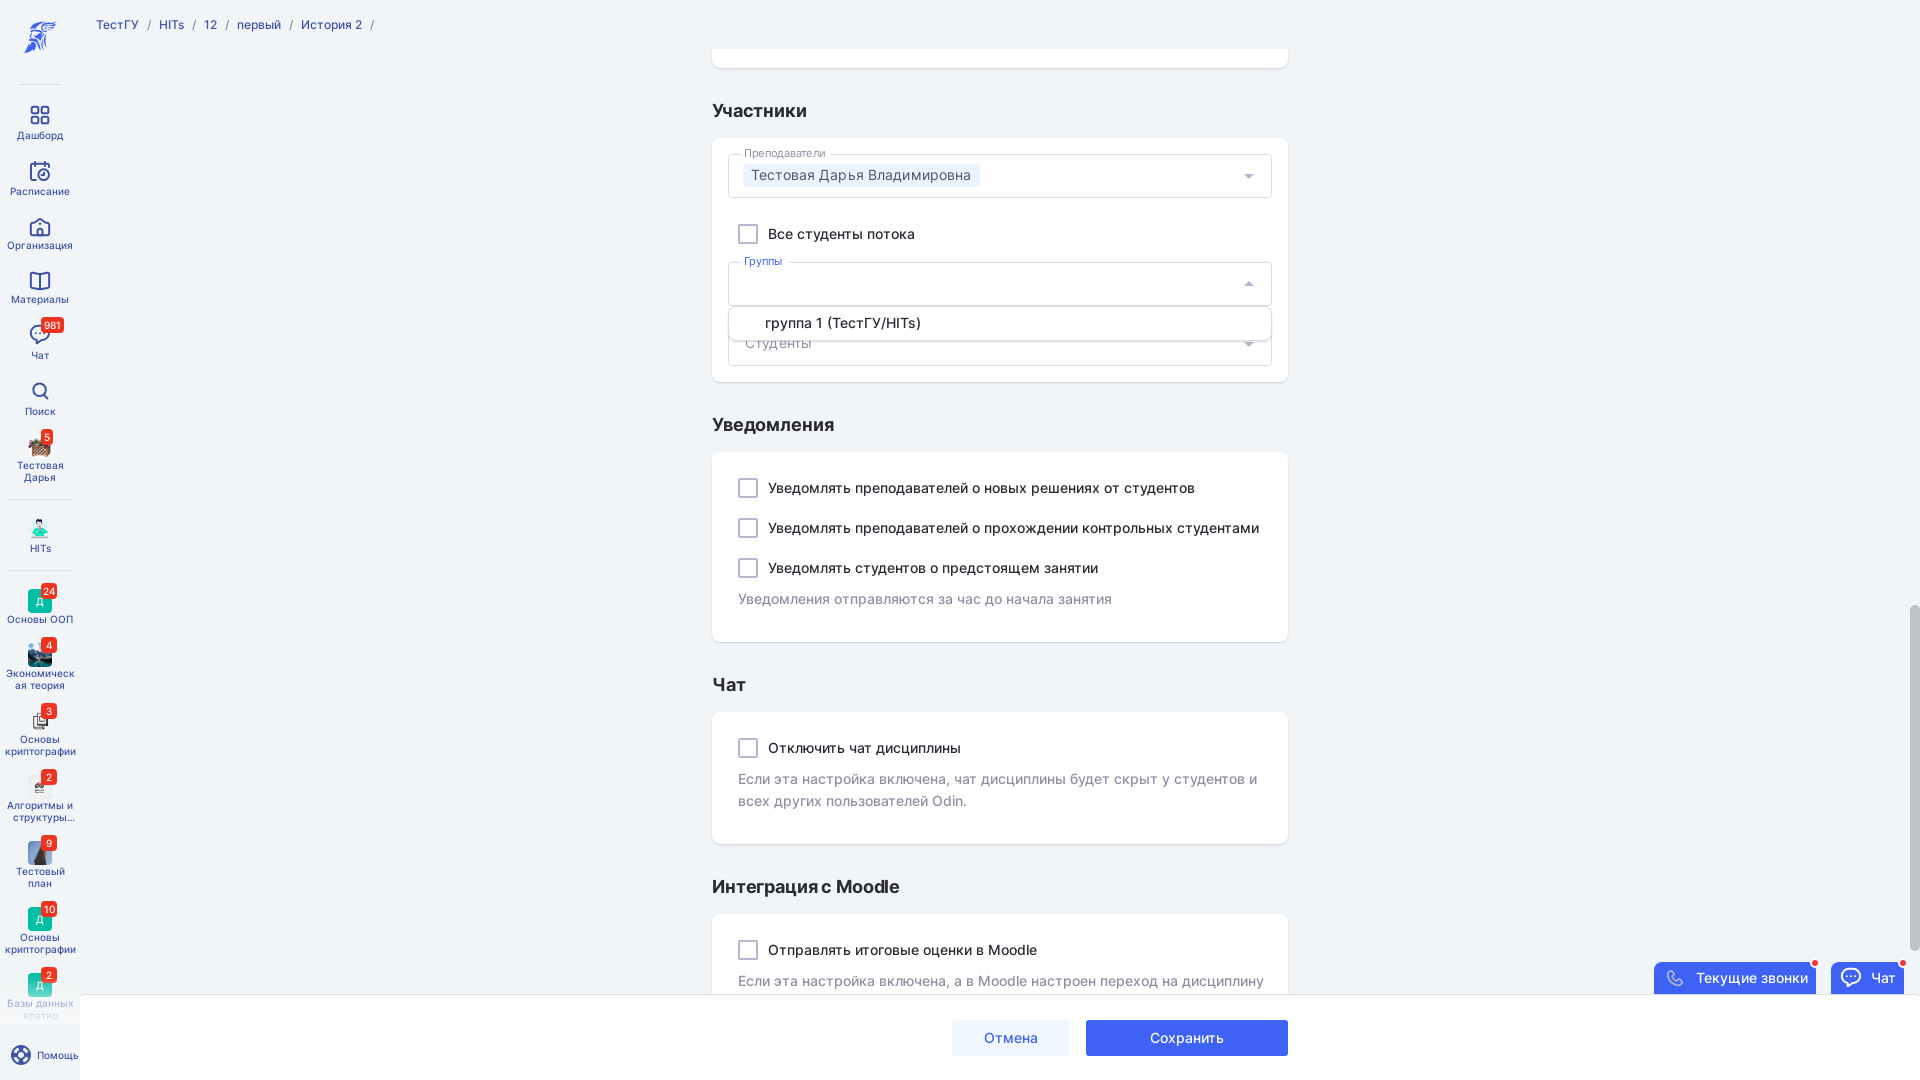 ТестГУ / HITs / 12 / первый / История 2 /
Дашборд
Расписание
Организация
Материалы
981
Чат
Поиск
5
Тестовая
Дарья
HITs
24
Д
Основы ООП
4
Экономическ
ая теория
3
Основы
криптографии
2
Алгоритмы и
структуры...
9
Тестовый
план
10
Д
Основы
криптографии
2
Д
Базы данных
кратко
Помощь
Участники
Преподаватели
Тестовая Дарья Владимировна
Все студенты потока
Группы
группа 1 (ТестГУ/HITs)
Студенты
Уведомления
Уведомлять преподавателей о новых решениях от студентов
Уведомлять преподавателей о прохождении контрольных студентами
Уведомлять студентов о предстоящем занятии
Уведомления отправляются за час до начала занятия
Чат
Отключить чат дисциплины
Если эта настройка включена, чат дисциплины будет скрыт у студентов и
всех других пользователей Odin.
Интеграция с Moodle
Отправлять итоговые оценки в Moodle
Если эта настройка включена, а в Moodle настроен переход на дисциплину
Текущие звонки
Чат
Отмена
Сохранить